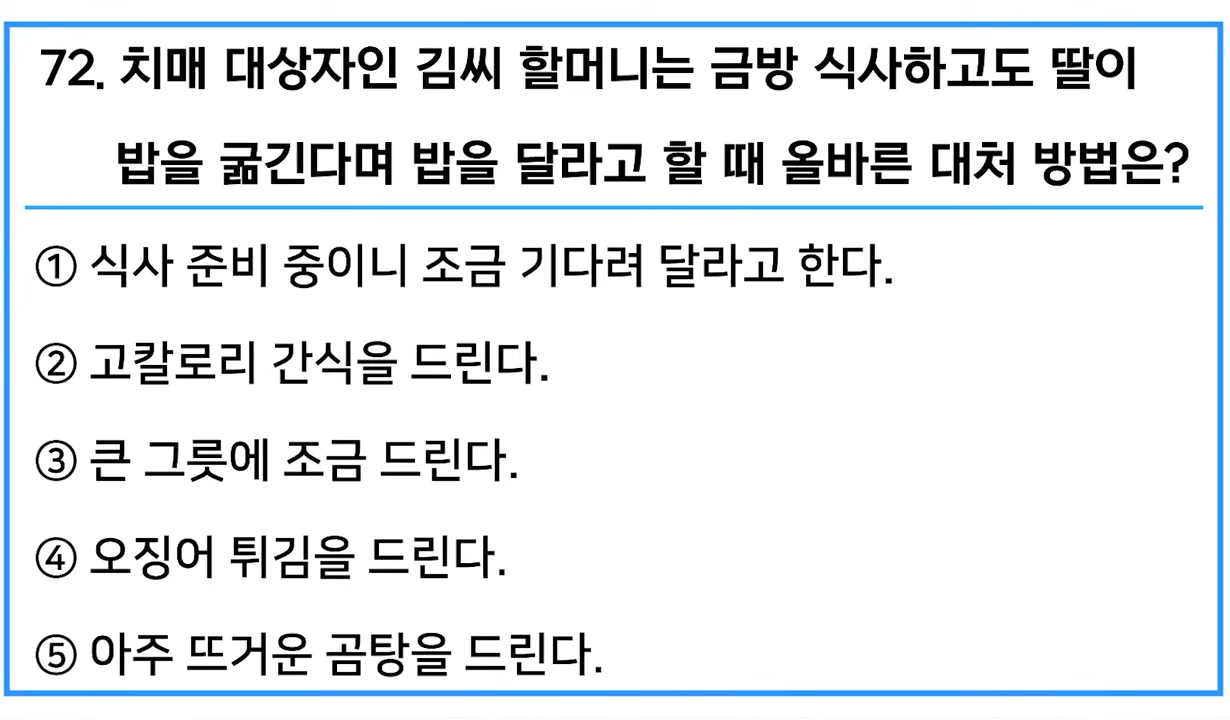 72. 치매 대상자인 김씨 할머니는 금방 식사하고도 딸이
밥을 굶긴다며 밥을 달라고 할 때 올바른 대처 방법은?
① 식사 준비 중이니 조금 기다려 달라고 한다.
② 고칼로리 간식을 드린다.
③ 큰 그릇에 조금 드린다.
④ 오징어 튀김을 드린다.
⑤ 아주 뜨거운 곰탕을 드린다.